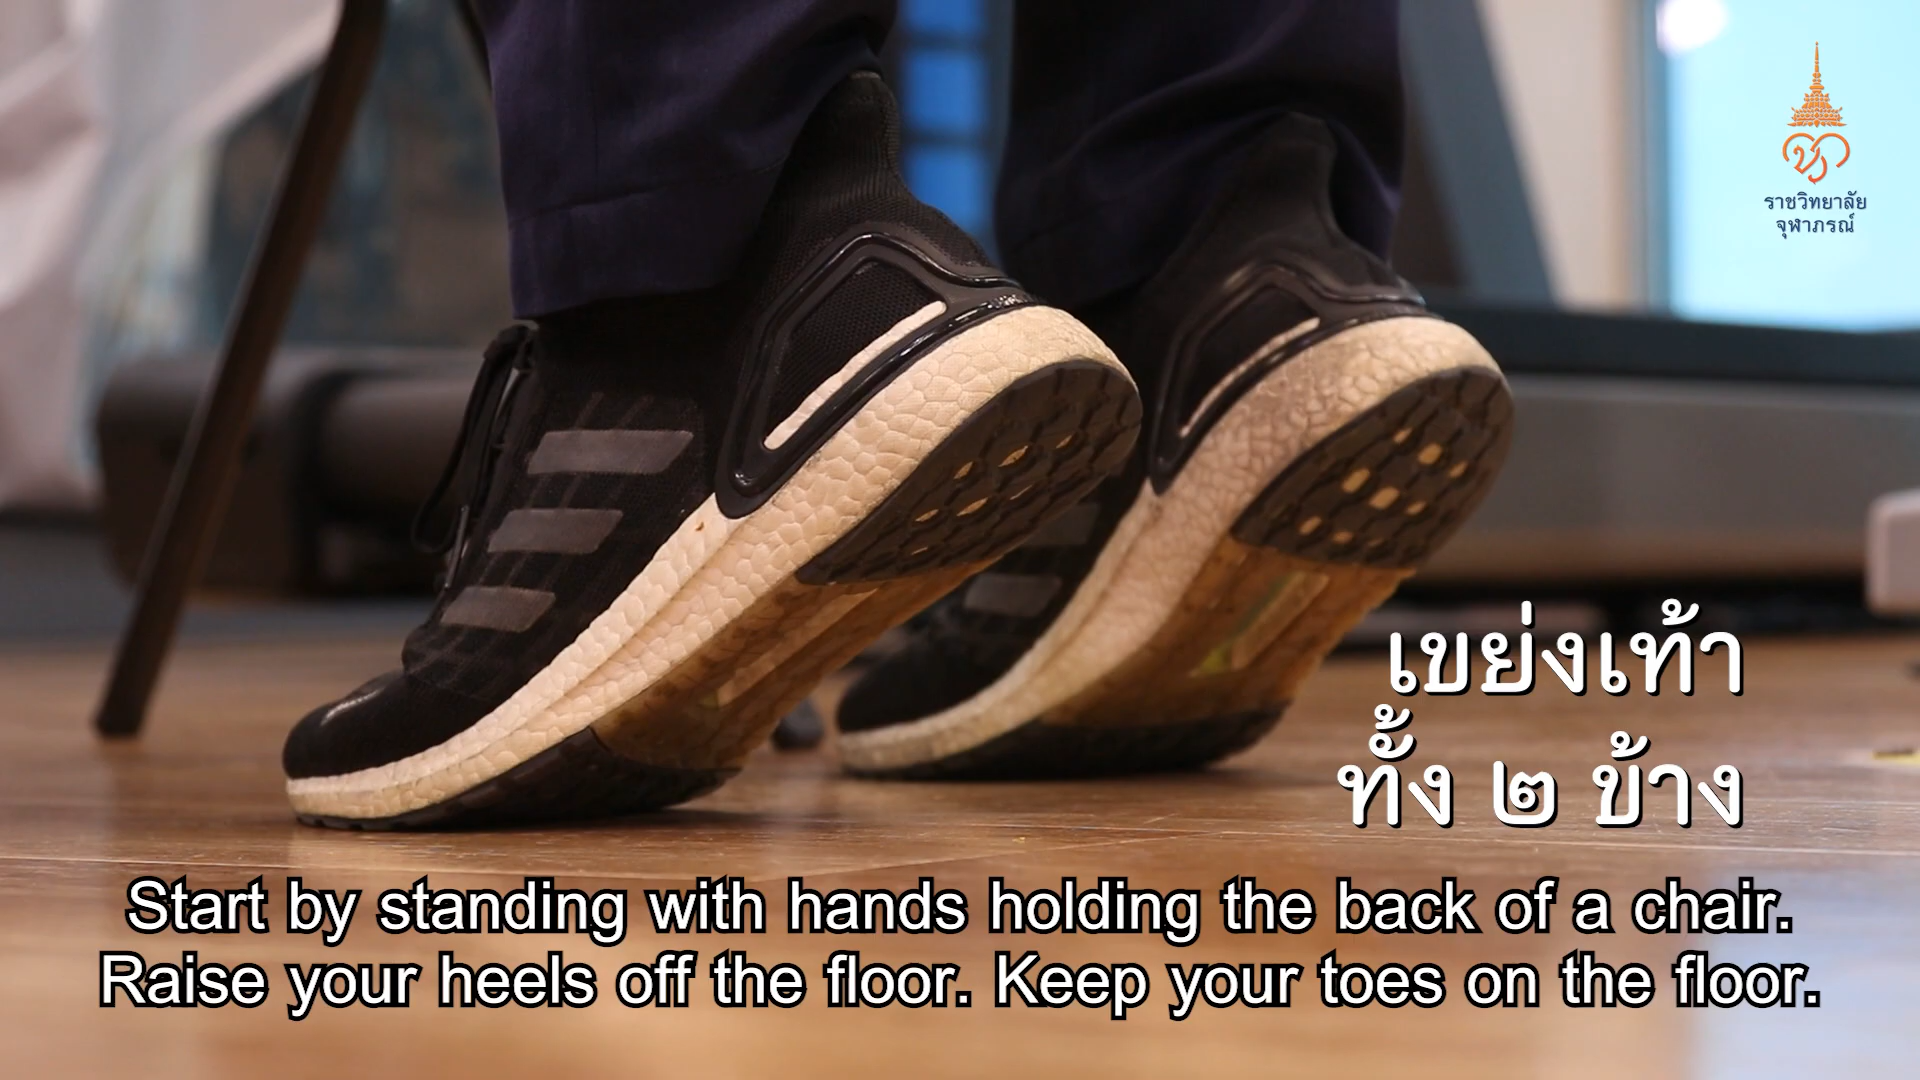 ราชวิทยาลัย
จุฬาภรณ์
เขย่งเท้า
ทั้ง ๒ ข้าง
Start by standing with hands holding the back of a chair.
Raise your heels off the floor. Keep your toes on the floor.